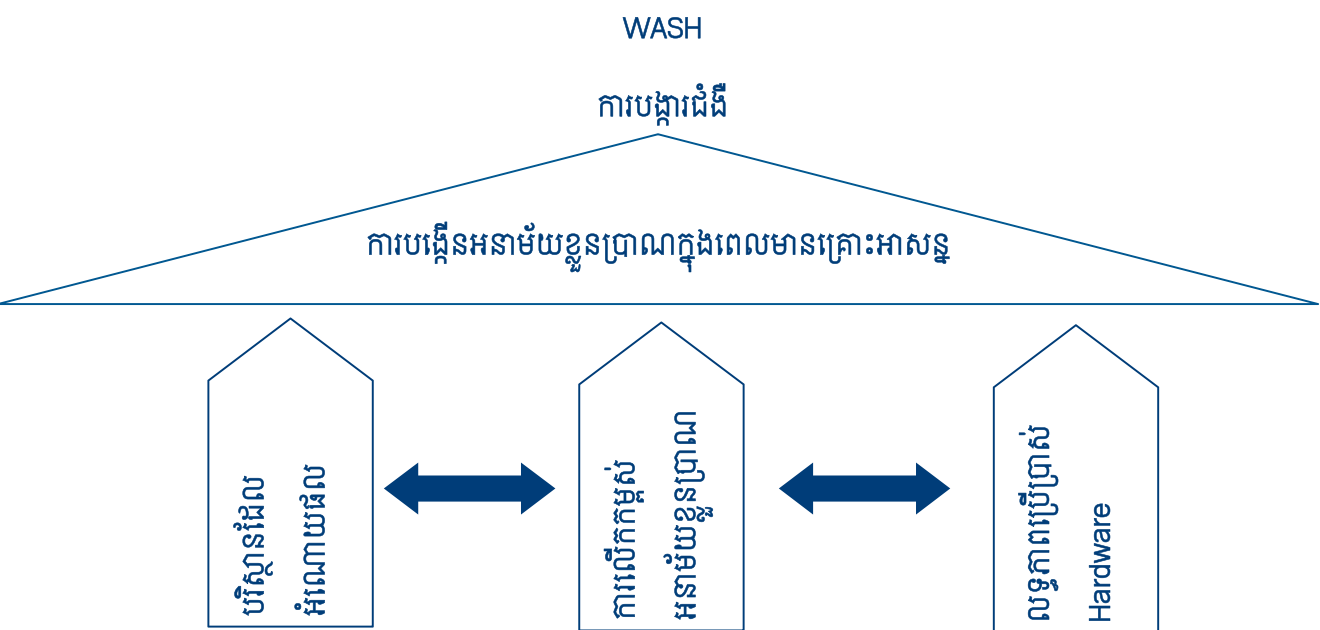 WASH
ការបង្ការជំងឺ
ការបង្កើនអនាម័យខ្លួនប្រាណក្នុងពេលមានគ្រោះអាសន្ន
បរិស្ថានដែល
អំណោយផល
ការលើកកម្ពស់
អនាម័យខ្លួនប្រាណ
លទ្ធភាពប្រើប្រាស់
Hardware